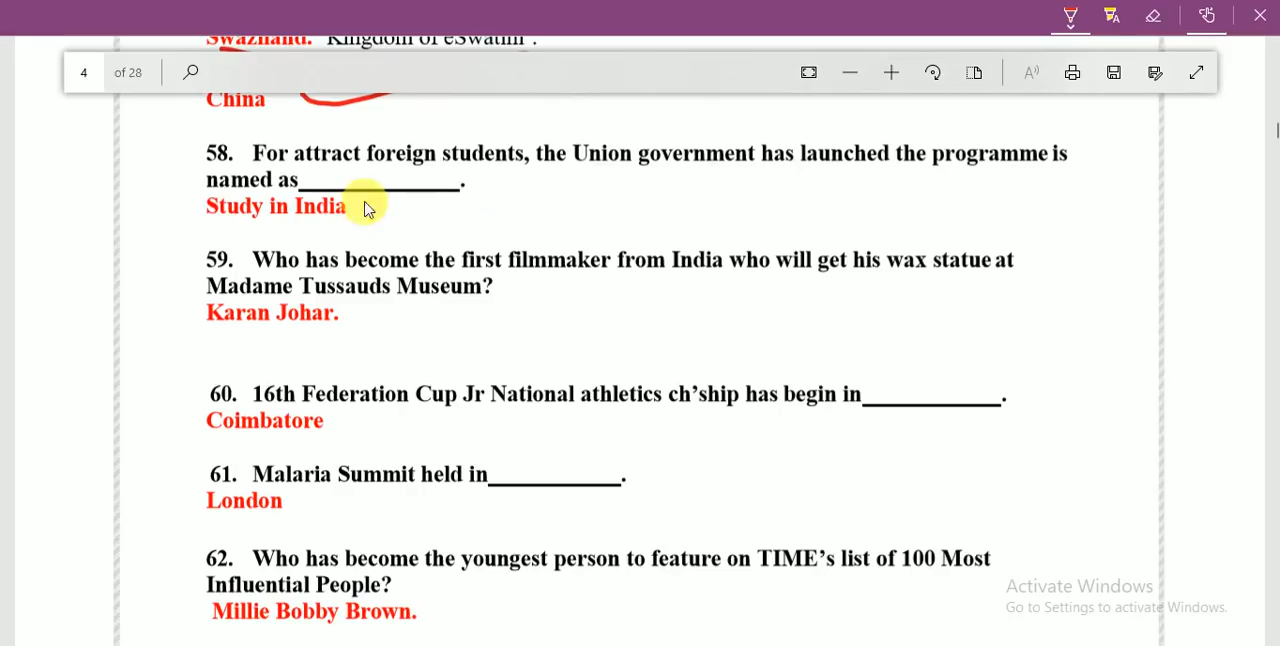 Swaziland. Kingdom of eSwatini .
4 of 28
China
58. For attract foreign students, the Union government has launched the programme is
named as______________.
Study in India
59. Who has become the first filmmaker from India who will get his wax statue at
Madame Tussauds Museum?
Karan Johar.
60. 16th Federation Cup Jr National athletics ch’ship has begin in____________.
Coimbatore
61. Malaria Summit held in____________.
London
62. Who has become the youngest person to feature on TIME’s list of 100 Most
Influential People?
Millie Bobby Brown.
Activate Windows
Go to Settings to activate Windows.